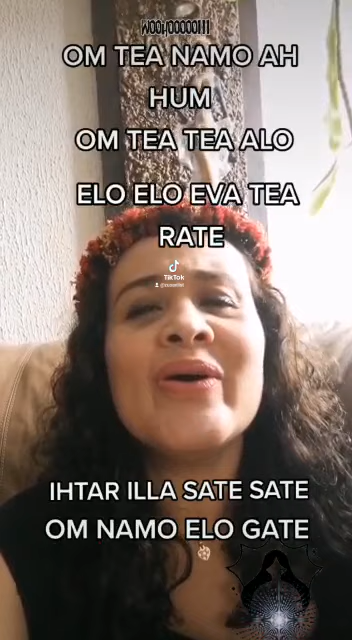 WOOHOOOOO!!!
OM TEA NAMO AH
HUM
OM TEA TEA ALO
ELO ELO EVA TEA
RATE
TikTok
IHTAR ILLA SATE SATE
OM NAMO ELO GATE